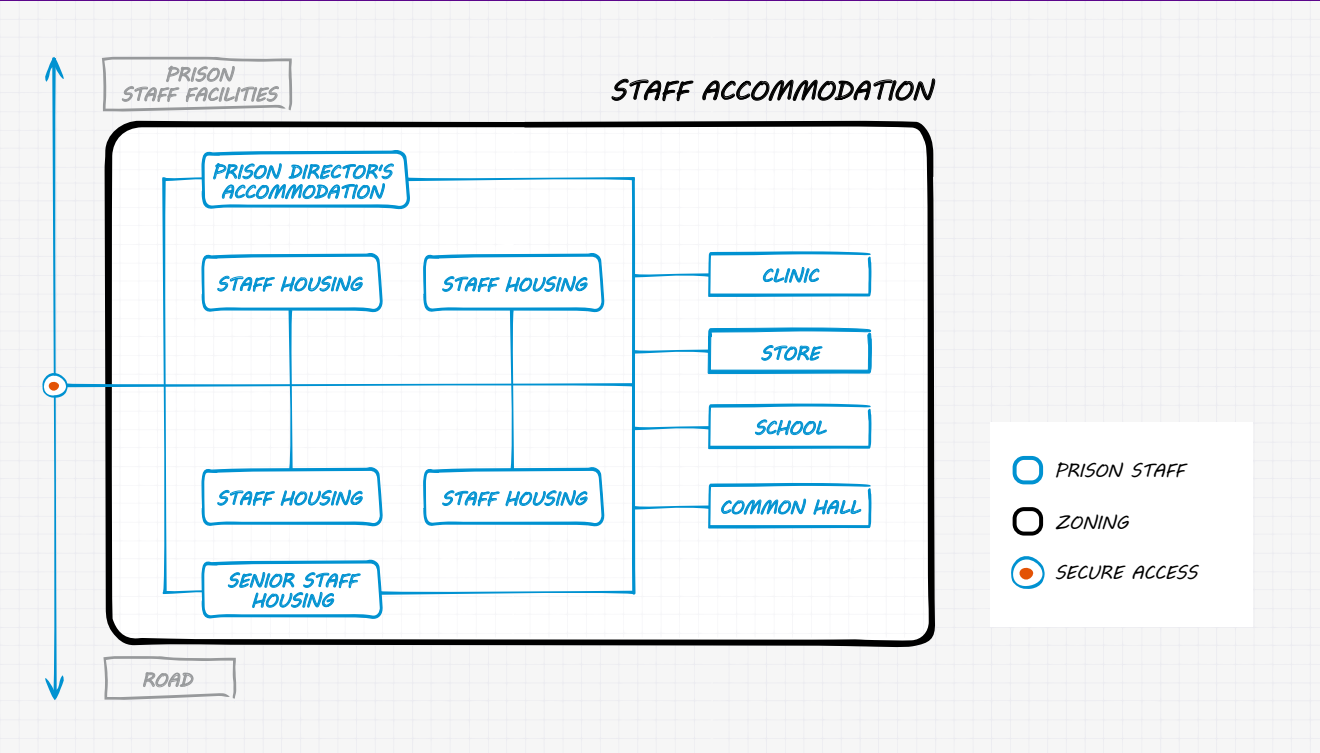 PRISON
STAFF FACILITIES
STAFF ACCOMMODATION
PRISON DIRECTOR'S
ACCOMMODATION
STAFF HOUSING
STAFF HOUSING
CLINIC
STORE
SCHOOL
STAFF HOUSING
STAFF HOUSING
COMMON HALL
SENIOR STAFF
HOUSING
ROAD
PRISON STAFF
ZONING
SECURE ACCESS